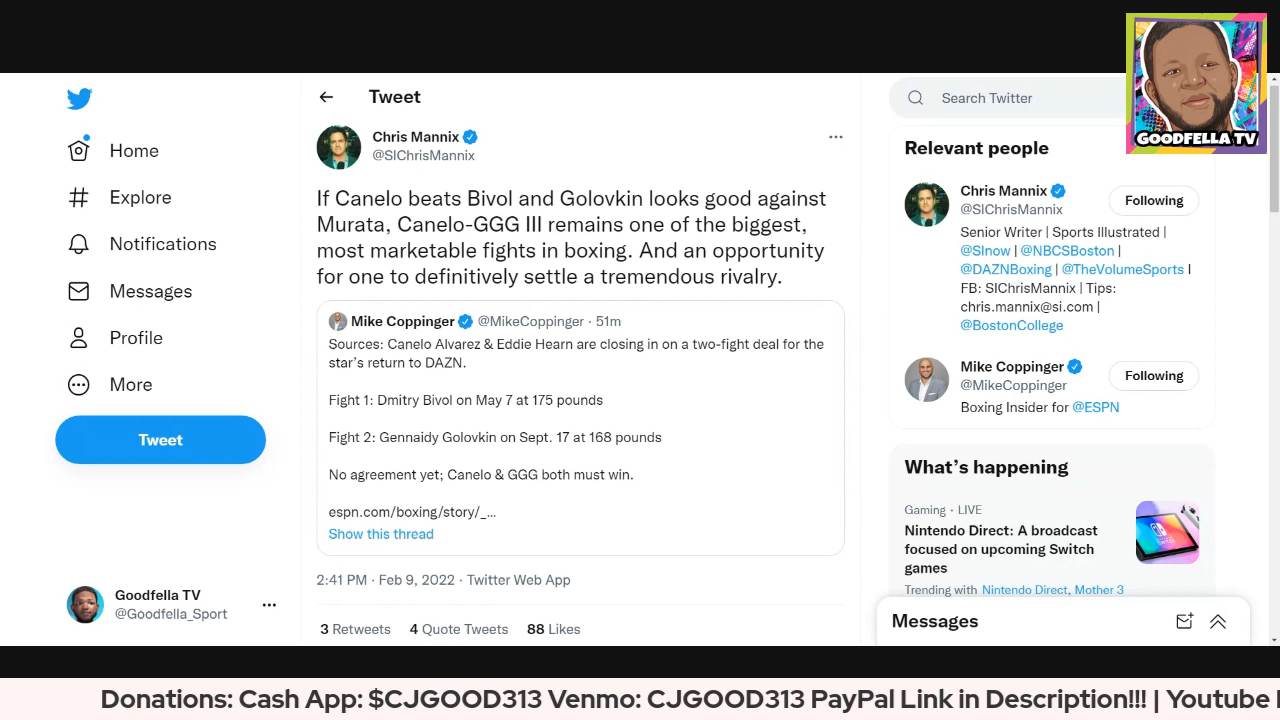 GOODFELLA TV
Home
Explore
Notifications
Messages
Profile
More
Tweet
Goodfella TV
@Goodfella_Sport
Tweet
Chris Mannix
@SIChrisMannix
If Canelo beats Bivol and Golovkin looks good against
Murata, Canelo-GGG III remains one of the biggest,
most marketable fights in boxing. And an opportunity
for one to definitively settle a tremendous rivalry.
Mike Coppinger @MikeCoppinger · 51m
Sources: Canelo Alvarez & Eddie Hearn are closing in on a two-fight deal for the
star’s return to DAZN.
Fight 1: Dmitry Bivol on May 7 at 175 pounds
Fight 2: Gennaidy Golovkin on Sept. 17 at 168 pounds
No agreement yet; Canelo & GGG both must win.
espn.com/boxing/story/_...
Show this thread
2:41 PM · Feb 9, 2022 · Twitter Web App
3 Retweets 4 Quote Tweets 88 Likes
Search Twitter
Relevant people
Chris Mannix
@SIChrisMannix
Following
Senior Writer | Sports Illustrated |
@SInow | @NBCSBoston |
@DAZNBoxing | @TheVolumeSports I
FB: SIChrisMannix | Tips:
chris.mannix@si.com |
@BostonCollege
Mike Coppinger
@MikeCoppinger
Following
Boxing Insider for @ESPN
What’s happening
Gaming · LIVE
Nintendo Direct: A broadcast
focused on upcoming Switch
games
Trending with Nintendo Direct, Mother 3
Messages
Donations: Cash App: $CJGOOD313 Venmo: CJGOOD313 PayPal Link in Description!!! | Youtube